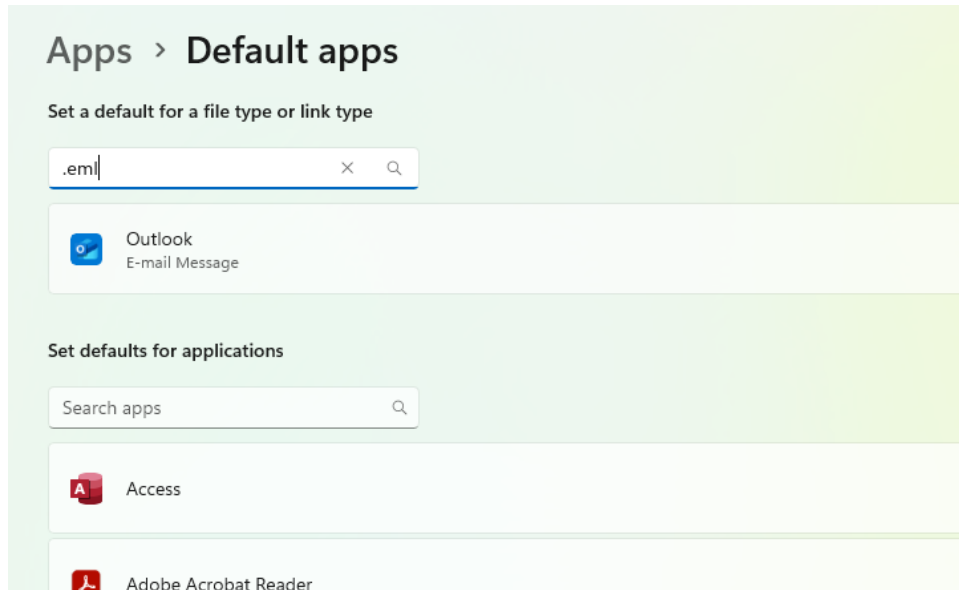 Apps > Default apps
Set a default for a file type or link type
.eml
Outlook
E-mail Message
Set defaults for applications
Search apps
A Access
Adobe Acrobat Reader